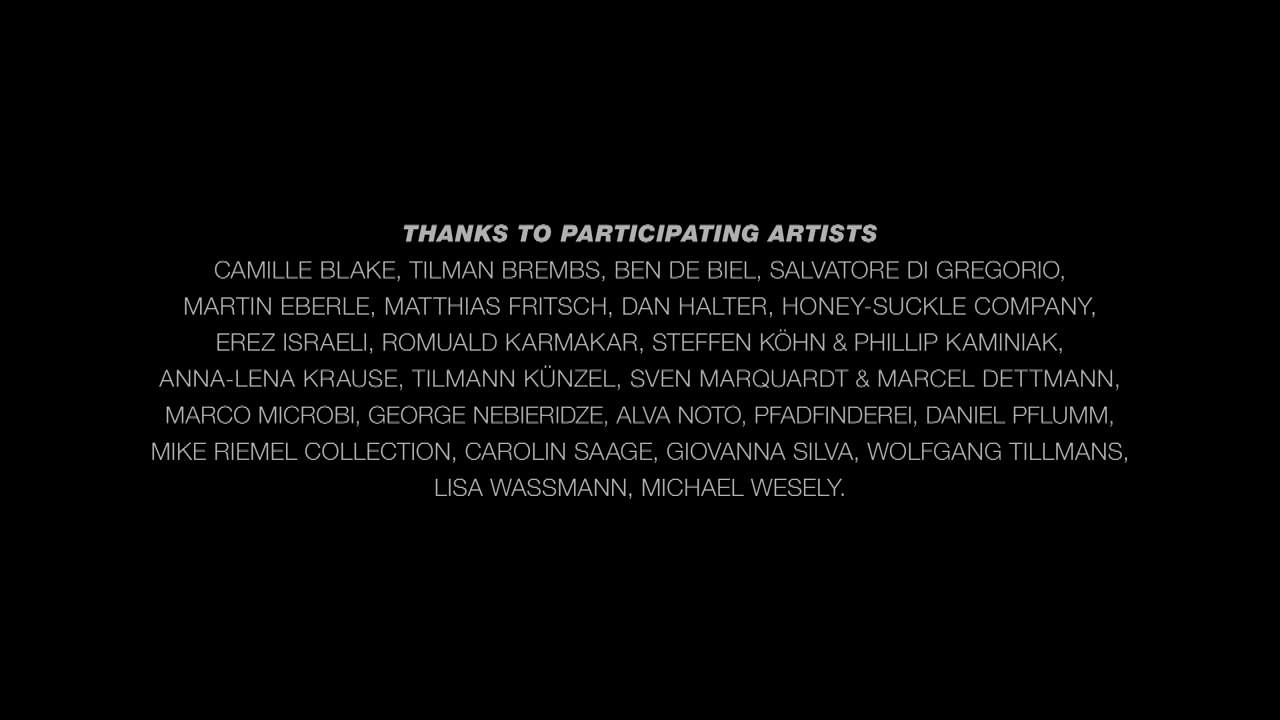 THANKS TO PARTICIPATING ARTISTS
CAMILLE BLAKE, TILMAN BREMBS, BEN DE BIEL, SALVATORE DI GREGORIO,
MARTIN EBERLE, MATTHIAS FRITSCH, DAN HALTER, HONEY-SUCKLE COMPANY,
EREZ ISRAELI, ROMUALD KARMAKAR, STEFFEN KÖHN & PHILLIP KAMINIAK,
ANNA-LENA KRAUSE, TILMANN KÜNZEL, SVEN MARQUARDT & MARCEL DETTMANN,
MARCO MICROBI, GEORGE NEBIERIDZE, ALVA NOTO, PFADFINDEREI, DANIEL PFLUMM,
MIKE RIEMEL COLLECTION, CAROLIN SAAGE, GIOVANNA SILVA, WOLFGANG TILLMANS,
LISA WASSMANN, MICHAEL WESELY.